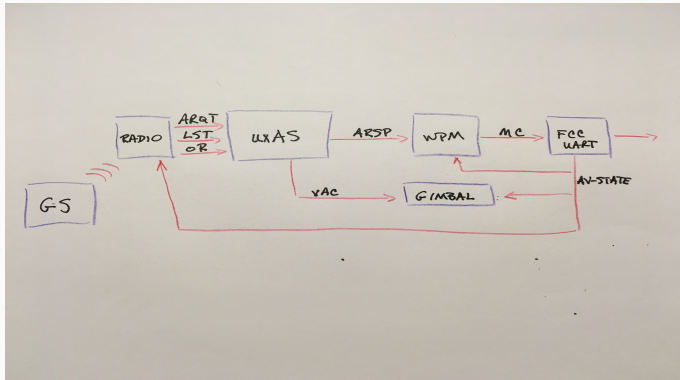 ARQT
LST
OR
RADIO
UXAS
ARSP
WPM
MC
FCC
UART
AV-STATE
VAC
GIMBAL
GS